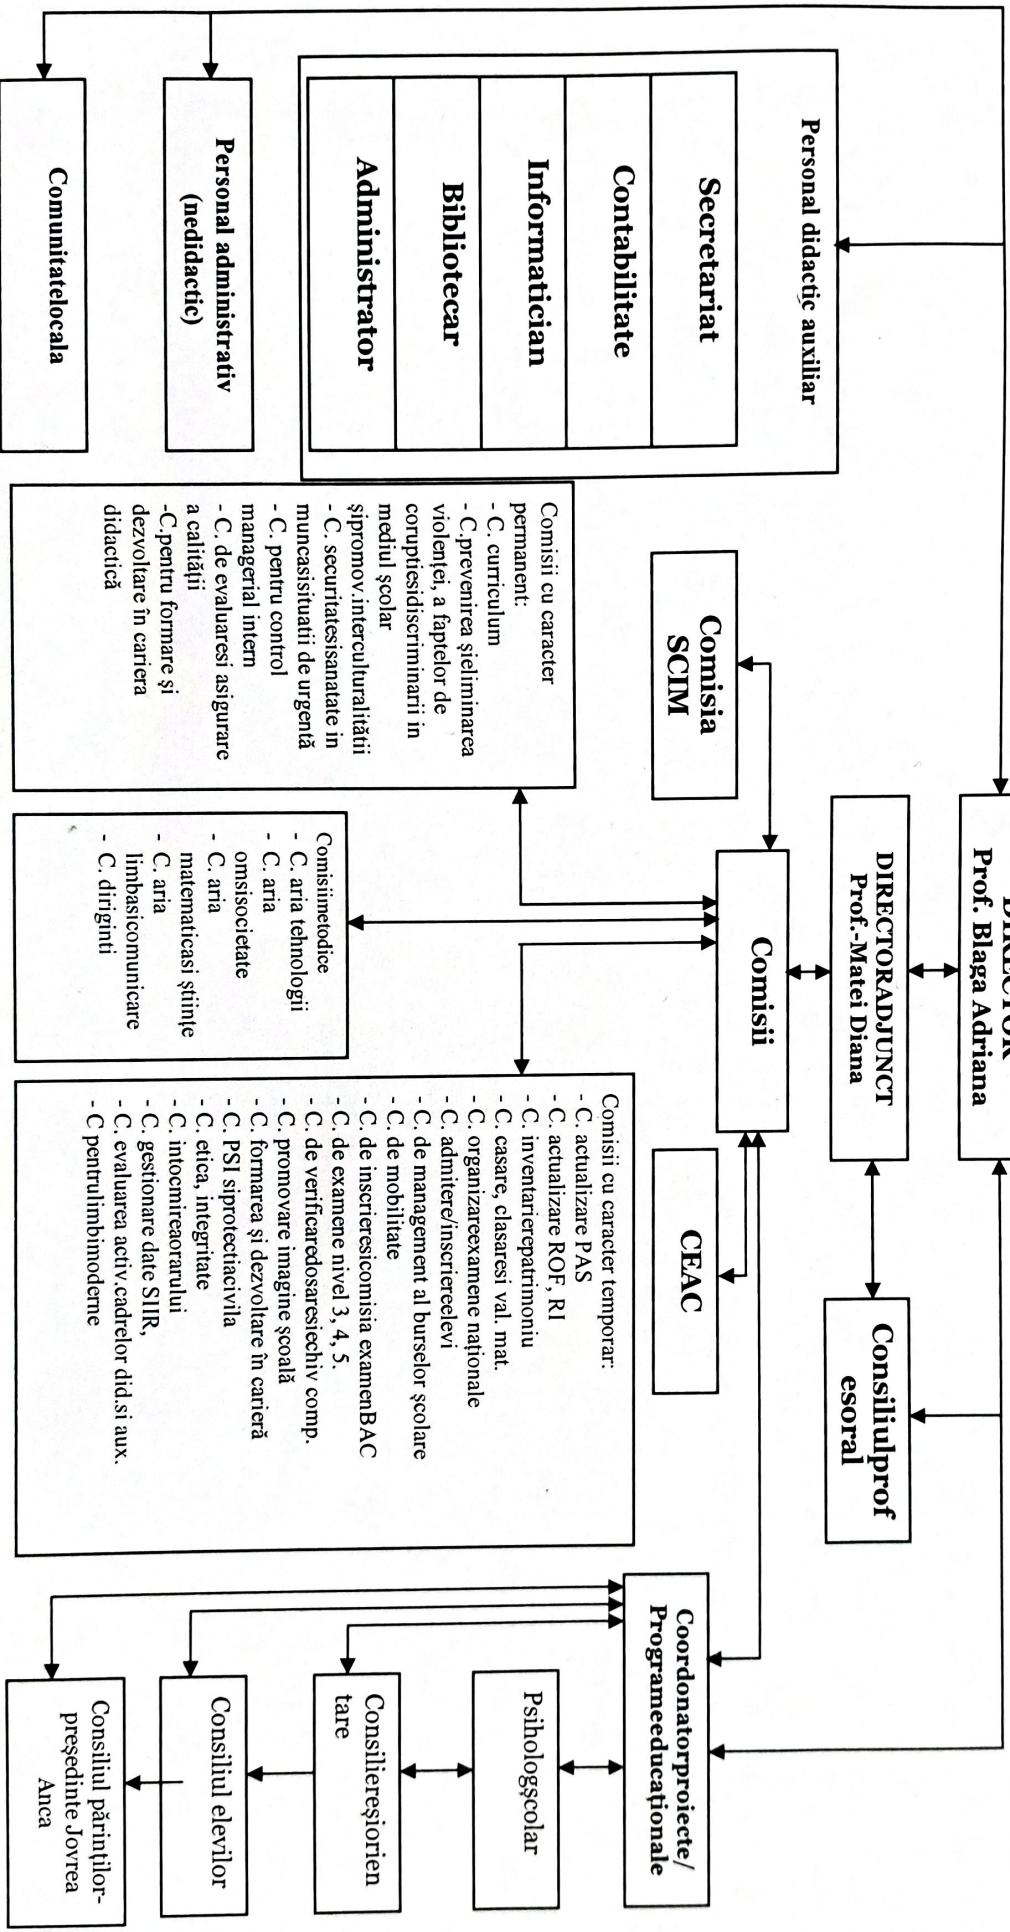 DIRECTOR
Prof. Blaga Adriana
DIRECTORADJUNCT
Prof.-Matei Diana
Consiliulprof
esoral
Personal didactic auxiliar
Secretariat
Contabilitate
Informatician
Bibliotecar
Administrator
Personal administrativ
(nedidactic)
Comunitatelocala
Comisia
SCIM
Comisii
CEAC
Coordonatorproiecte/
Programeeducaționale
Psihologșcolar
Consiliereșiorien
tare
Consiliul elevilor
Consiliul părinților-
președinte Jovrea
Anca
Comisii cu caracter
permanent:
- C. curriculum
- C.prevenirea șieliminarea
violenței, a faptelor de
coruptiesidiscriminarii in
mediul școlar
șipromov.interculturalității
- C. securitatesisanatate in
muncasisituatii de urgentă
- C. pentru control
managerial intern
- C. de evaluaresi asigurare
a calității
-C.pentru formare și
dezvoltare în cariera
didactică
Comisiimetodice
- C. aria tehnologii
- C. aria
omsisocietate
- C. aria
matematicasi științe
- C. aria
limbasicomunicare
- C. diriginti
Comisii cu caracter temporar:
- C. actualizare PAS
- C. actualizare ROF, RI
- C. inventarierepatrimoniu
- C. casare, clasaresi val. mat.
- C. organizareexamene naționale
- C. admitere/inscriereelevi
- C. de management al burselor școlare
- C. de mobilitate
- C. de inscrieresicomisia examenBAC
- C. de examene nivel 3, 4, 5.
- C. de verificaredosaresiechiv comp.
- C. promovare imagine școală
- C. formarea și dezvoltare în carieră
- C. PSI siprotectiacivila
- C. etica, integritate
- C. intocmireaorarului
- C. gestionare date SIIR,
- C. evaluarea activ.cadrelor did.si aux.
- C pentrulimbimoderne